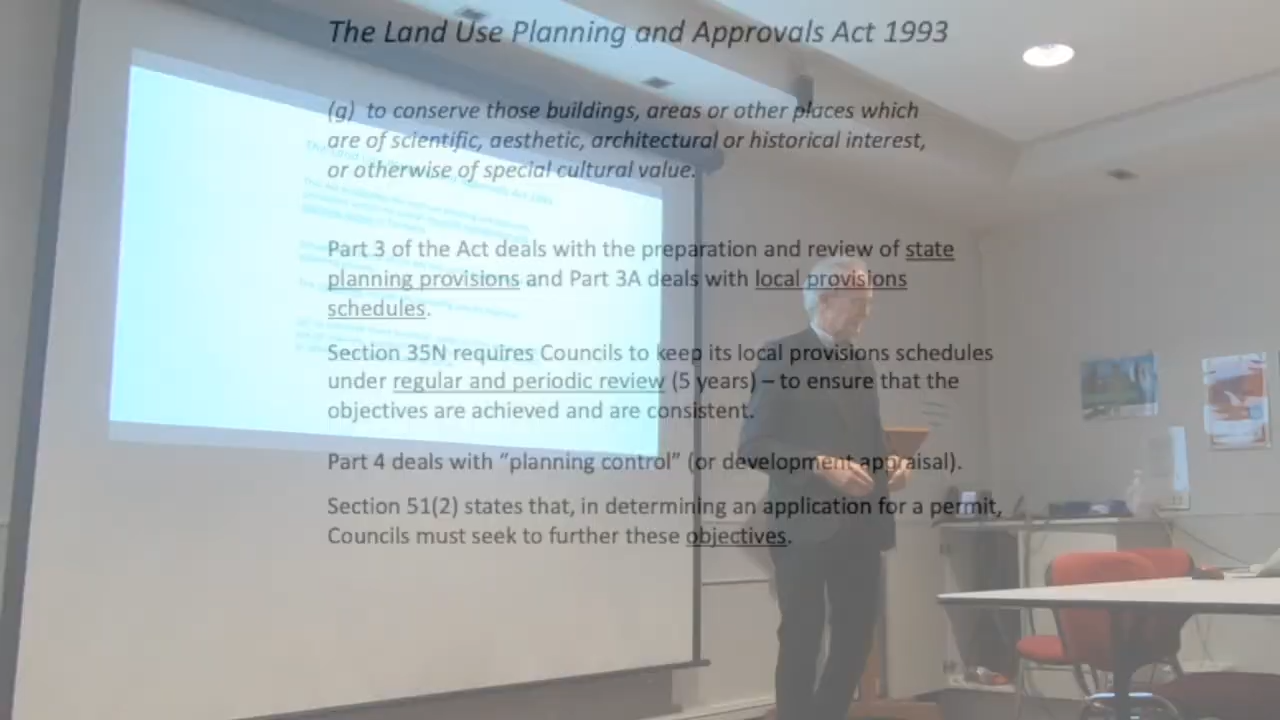 The Land Use Planning and Approvals Act 1993
(g) to conserve those buildings, areas or other places which
are of scientific, aesthetic, architectural or historical interest,
or otherwise of special cultural value.
Part 3 of the Act deals with the preparation and review of state
planning provisions and Part 3A deals with local provisions
schedules.
Section 35N requires Councils to keep its local provisions schedules
under regular and periodic review (5 years) – to ensure that the
objectives are achieved and are consistent.
Part 4 deals with “planning control” (or development appraisal).
Section 51(2) states that, in determining an application for a permit,
Councils must seek to further these objectives.